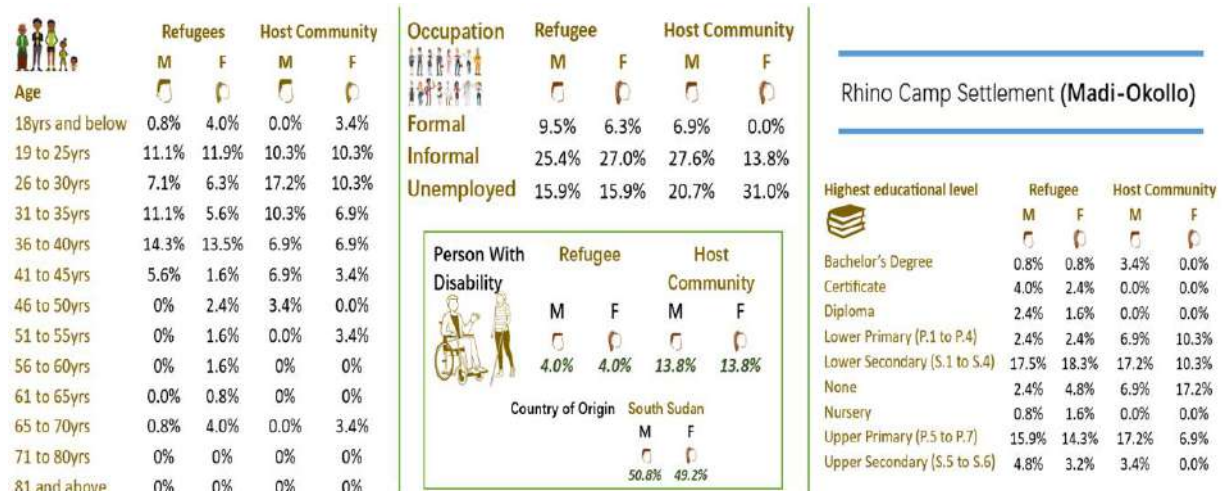 Refugees Host Community
M F M F
Age
18yrs and below 0.8% 4.0% 0.0% 3.4%
19 to 25yrs 11.1% 11.9% 10.3% 10.3%
26 to 30yrs 7.1% 6.3% 17.2% 10.3%
31 to 35yrs 11.1% 5.6% 10.3% 6.9%
36 to 40yrs 14.3% 13.5% 6.9% 6.9%
41 to 45yrs 5.6% 1.6% 6.9% 3.4%
46 to 50yrs 0% 2.4% 3.4% 0.0%
51 to 55yrs 0% 1.6% 0.0% 3.4%
56 to 60yrs 0% 1.6% 0% 0%
61 to 65yrs 0.0% 0.8% 0% 0%
65 to 70yrs 0.8% 4.0% 0.0% 3.4%
71 to 80yrs 0% 0% 0% 0%
81 and above 0% 0% 0% 0%
Occupation Refugee Host Community
M F M F
Formal 9.5% 6.3% 6.9% 0.0%
Informal 25.4% 27.0% 27.6% 13.8%
Unemployed 15.9% 15.9% 20.7% 31.0%
Person With Refugee Host
Disability Community
M F M F
4.0% 4.0% 13.8% 13.8%
Country of Origin South Sudan
M F
50.8% 49.2%
Rhino Camp Settlement (Madi-Okollo)
Highest educational level Refugee Host Community
M F M F
Bachelor's Degree 0.8% 0.8% 3.4% 0.0%
Certificate 4.0% 2.4% 0.0% 0.0%
Diploma 2.4% 1.6% 0.0% 0.0%
Lower Primary (P.1 to P.4) 2.4% 2.4% 6.9% 10.3%
Lower Secondary (S.1 to S.4) 17.5% 18.3% 17.2% 10.3%
None 2.4% 4.8% 6.9% 17.2%
Nursery 0.8% 1.6% 0.0% 0.0%
Upper Primary (P.5 to P.7) 15.9% 14.3% 17.2% 6.9%
Upper Secondary (S.5 to S.6) 4.8% 3.2% 3.4% 0.0%